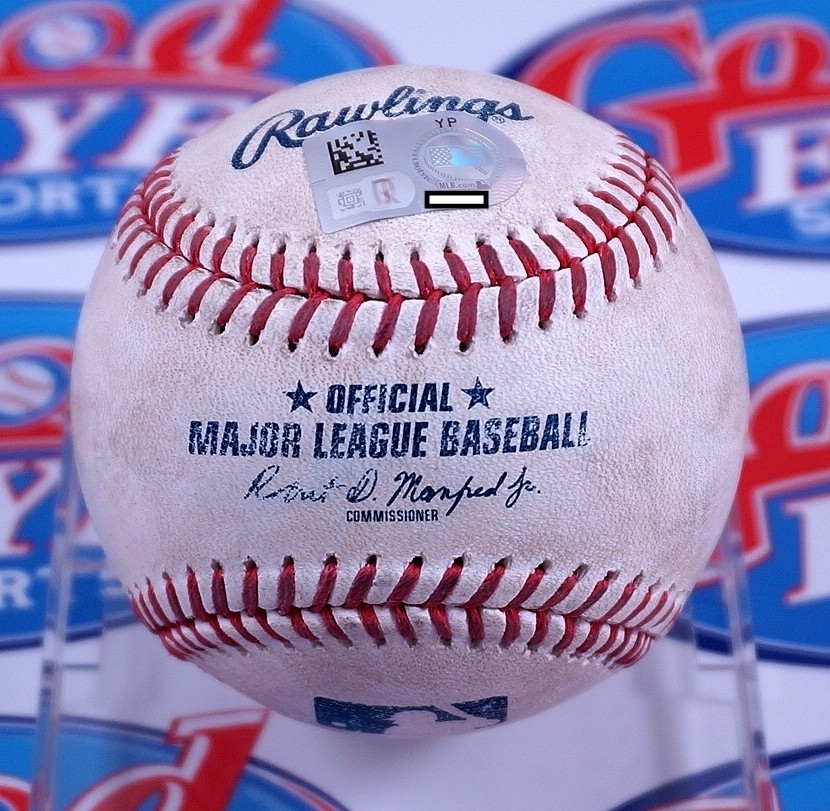 Rawlings®
YP
MLB.com
★ OFFICIAL ★
MAJOR LEAGUE BASEBALL
Robert D. Manfred Jr.
COMMISSIONER